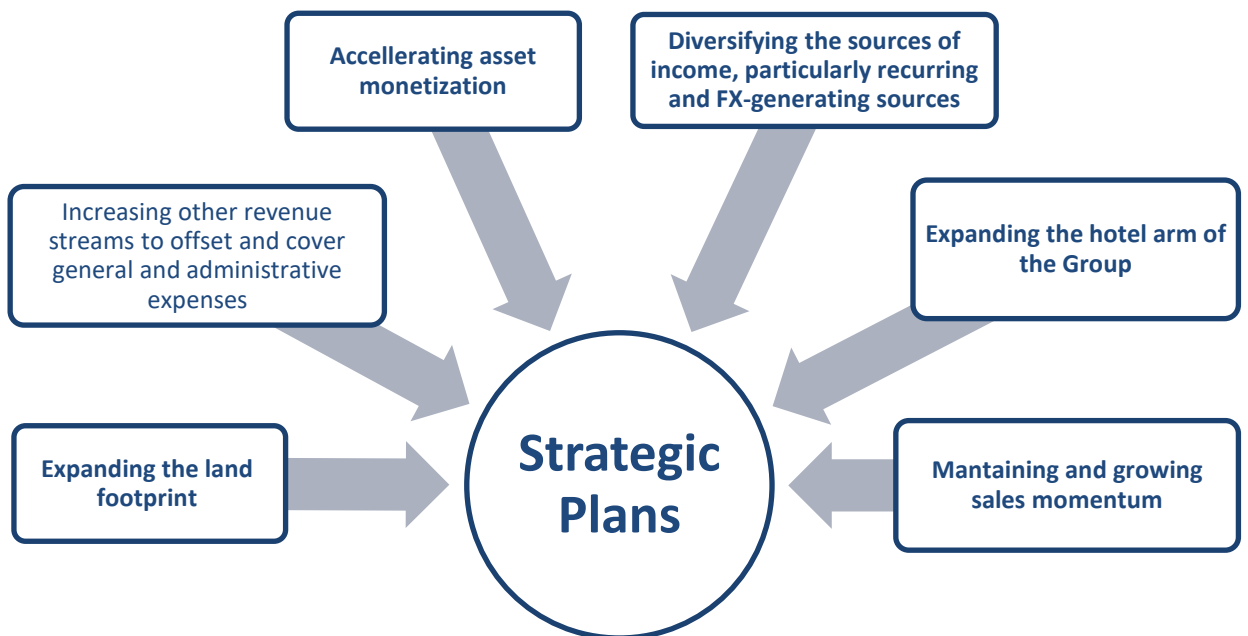 Accellerating asset
monetization
Diversifying the sources of
income, particularly recurring
and FX-generating sources
Increasing other revenue
streams to offset and cover
general and administrative
expenses
Expanding the hotel arm of
the Group
Expanding the land
footprint
Strategic
Plans
Mantaining and growing
sales momentum